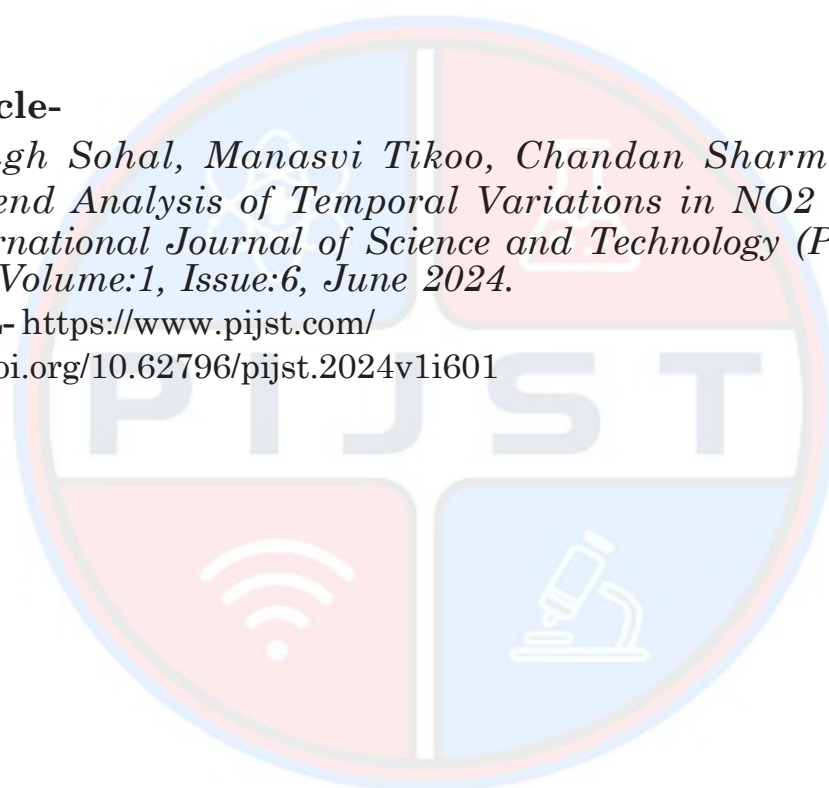 cle-
gh Sohal, Manasvi Tikoo, Chandan Sharm
end Analysis of Temporal Variations in NO2
rnational Journal of Science and Technology (P
Volume:1, Issue:6, June 2024.
- https://www.pijst.com/
oi.org/10.62796/pijst.2024v1i601
PIJST